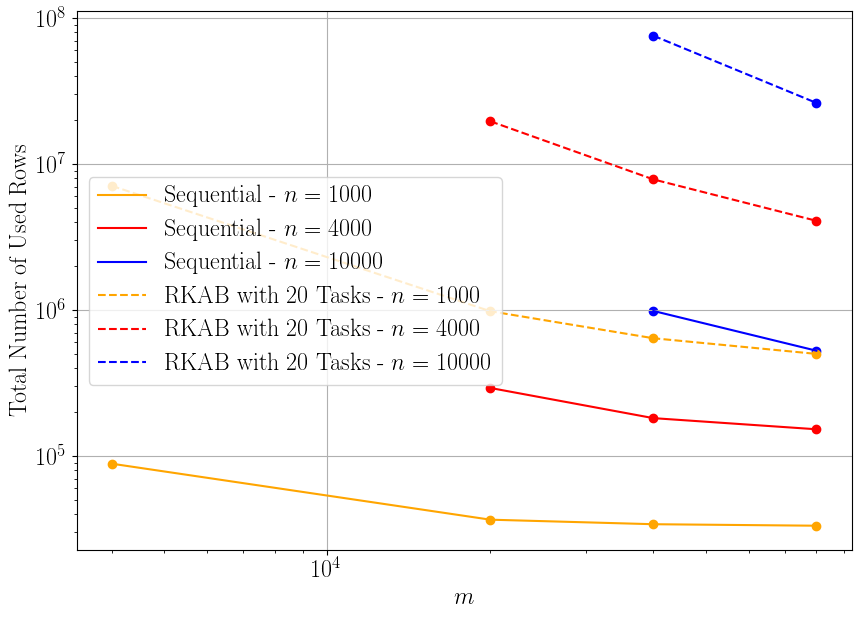 10^8
10^7
10^6
10^5
Total Number of Used Rows
Sequential - n = 1000
Sequential - n = 4000
Sequential - n = 10000
RKAB with 20 Tasks - n = 1000
RKAB with 20 Tasks - n = 4000
RKAB with 20 Tasks - n = 10000
10^4
m